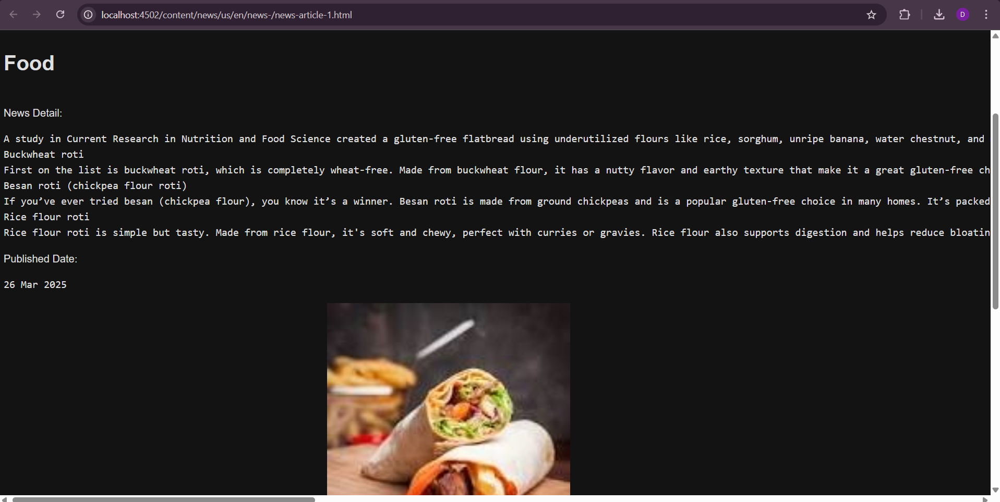 localhost:4502/content/news/us/en/news-/news-article-1.html
D
Food
News Detail:
A study in Current Research in Nutrition and Food Science created a gluten-free flatbread using underutilized flours like rice, sorghum, unripe banana, water chestnut, and
Buckwheat roti
First on the list is buckwheat roti, which is completely wheat-free. Made from buckwheat flour, it has a nutty flavor and earthy texture that make it a great gluten-free ch
Besan roti (chickpea flour roti)
If you’ve ever tried besan (chickpea flour), you know it’s a winner. Besan roti is made from ground chickpeas and is a popular gluten-free choice in many homes. It’s packed
Rice flour roti
Rice flour roti is simple but tasty. Made from rice flour, it's soft and chewy, perfect with curries or gravies. Rice flour also supports digestion and helps reduce bloatin
Published Date:
26 Mar 2025